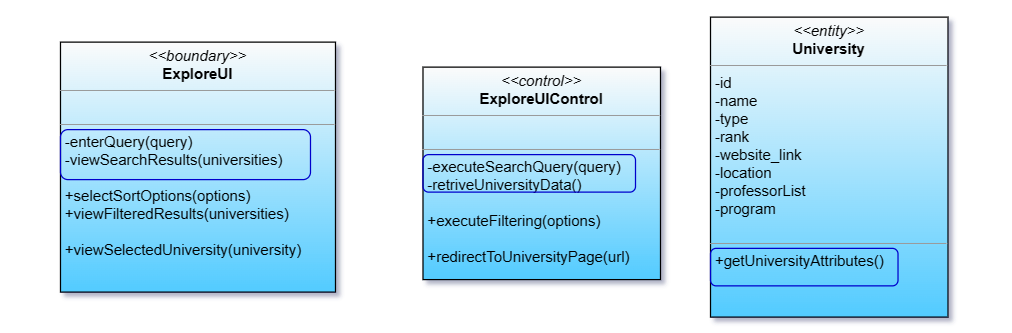 <<boundary>>
ExploreUI
-enterQuery(query)
-viewSearchResults(universities)
+selectSortOptions(options)
+viewFilteredResults(universities)
+viewSelectedUniversity(university)
<<control>>
ExploreUIControl
-executeSearchQuery(query)
-retriveUniversityData()
+executeFiltering(options)
+redirectToUniversityPage(url)
<<entity>>
University
-id
-name
-type
-rank
-website_link
-location
-professorList
-program
+getUniversityAttributes()